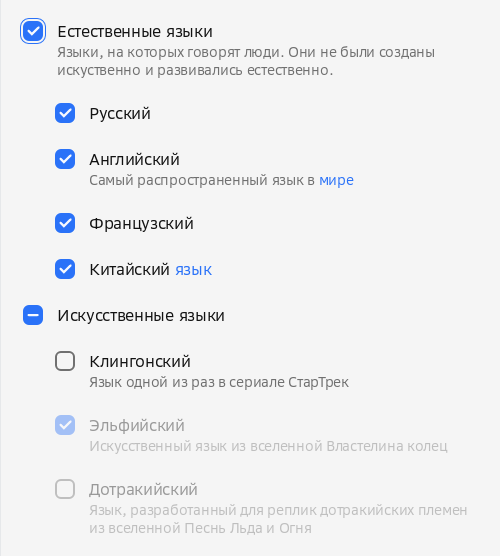 Естественные языки
Языки, на которых говорят люди. Они не были созданы
искуственно и развивались естественно.
Русский
Английский
Самый распространенный язык в мире
Французский
Китайский язык
Искусственные языки
Клингонский
Язык одной из раз в сериале СтарТрек
Эльфийский
Искусственный язык из вселенной Властелина колец
Дотракийский
Язык, разработанный для реплик дотракийских племен
из вселенной Песнь Льда и Огня